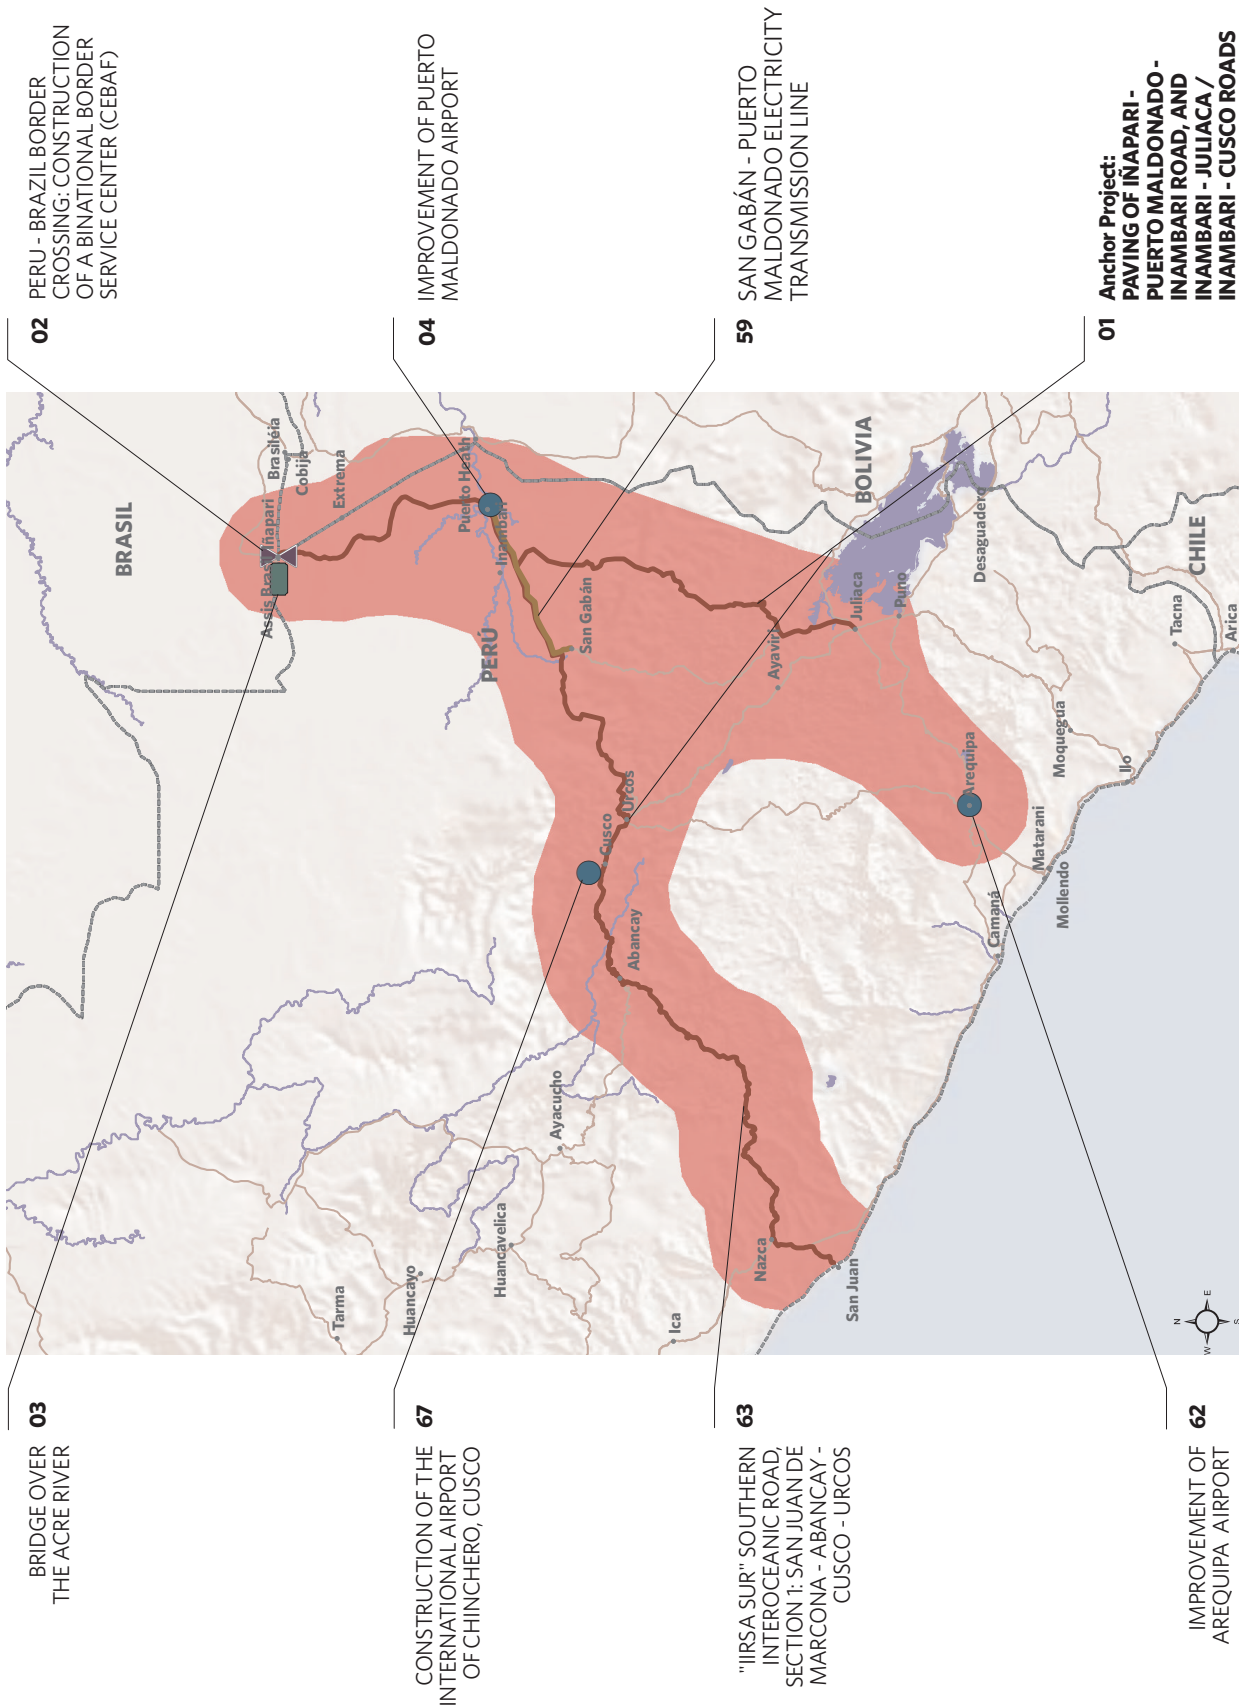 BRIDGE OVER
THE ACRE RIVER
03
CONSTRUCTION OF THE
INTERNATIONAL AIRPORT
OF CHINCHERO, CUSCO
67
"IIRSA SUR" SOUTHERN
INTEROCEANIC ROAD,
SECTION 1: SAN JUAN DE
MARCONA - ABANCAY -
CUSCO - URCOS
63
IMPROVEMENT OF
AREQUIPA AIRPORT
62
BRASIL
Assis Brasil
Iñapari
Brasiléia
Cobija
Extrema
Tarma
Huancayo
Puerto Heath
PERÚ
Inambari
Huancavelica
Ayacucho
San Gabán
Cusco
Urcos
Abancay
Ica
Nazca
Ayaviri
San Juan
Juliaca
BOLIVIA
Puno
Arequipa
Desaguadero
Camaná
Matarani
Mollendo
Moquegua
Ilo
Tacna
CHILE
Arica
N
W
E
S
02
PERU - BRAZIL BORDER
CROSSING: CONSTRUCTION
OF A BINATIONAL BORDER
SERVICE CENTER (CEBAF)
04
IMPROVEMENT OF PUERTO
MALDONADO AIRPORT
59
SAN GABÁN - PUERTO
MALDONADO ELECTRICITY
TRANSMISSION LINE
01
Anchor Project:
PAVING OF IÑAPARI -
PUERTO MALDONADO -
INAMBARI ROAD, AND
INAMBARI - JULIACA /
INAMBARI - CUSCO ROADS